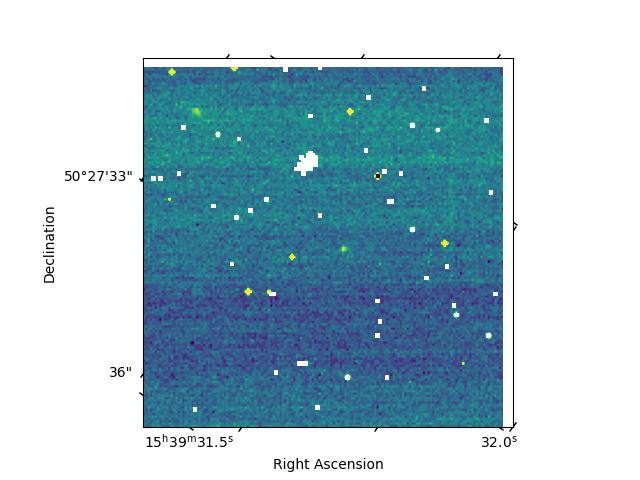 50°27'33"
Declination
36"
15ʰ39ᵐ31.5ˢ 32.0ˢ
Right Ascension